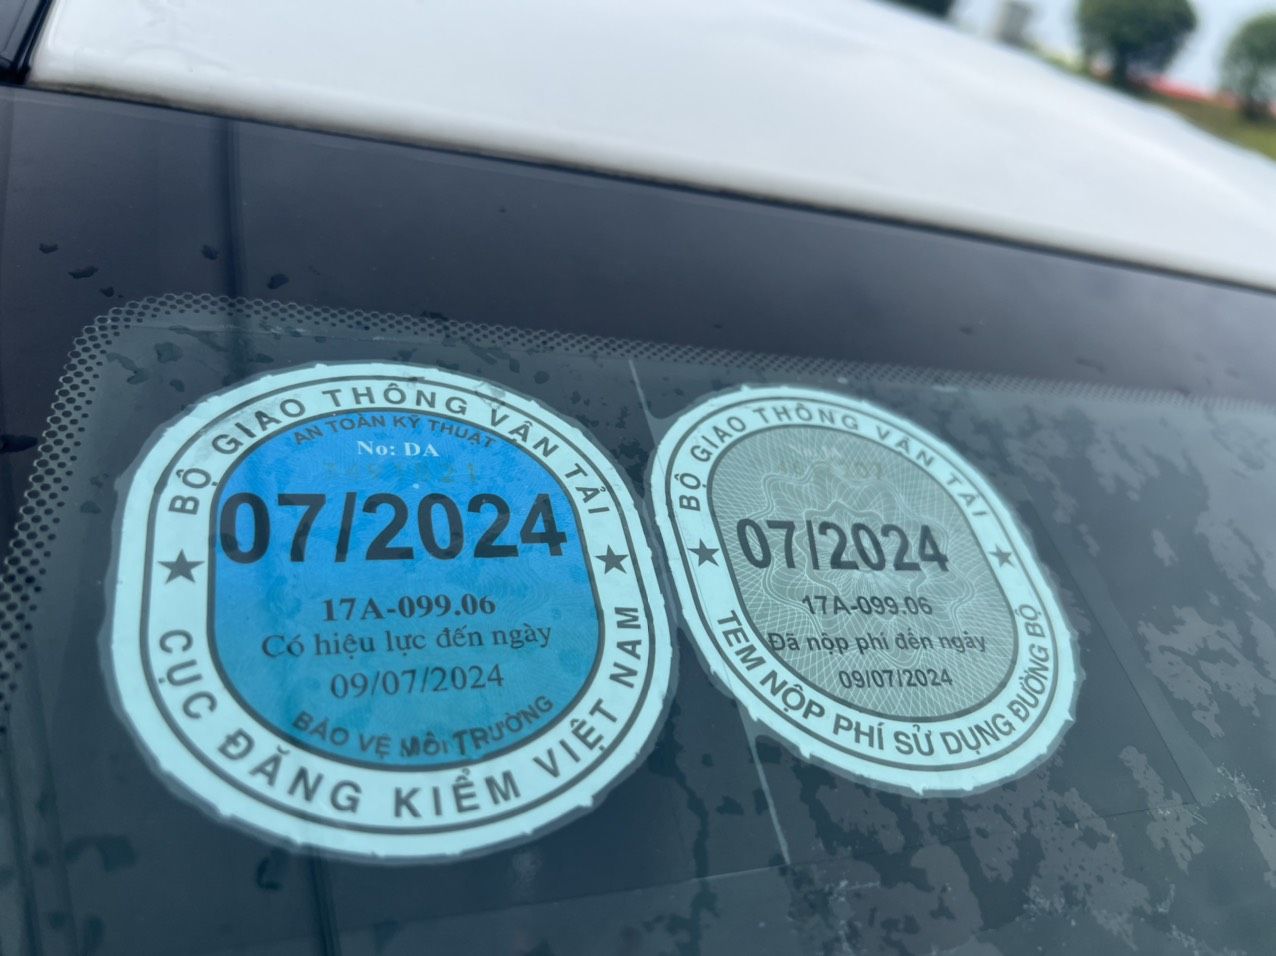 BỘ GIAO THÔNG VẬN TẢI
AN TOÀN KỸ THUẬT
No: DA
07/2024
17A-099.06
Có hiệu lực đến ngày
09/07/2024
BẢO VỆ MÔI TRƯỜNG
CỤC ĐĂNG KIỂM VIỆT NAM
BỘ GIAO THÔNG VẬN TẢI
07/2024
17A-099.06
Đã nộp phí đến ngày
09/07/2024
TEM NỘP PHÍ SỬ DỤNG ĐƯỜNG BỘ